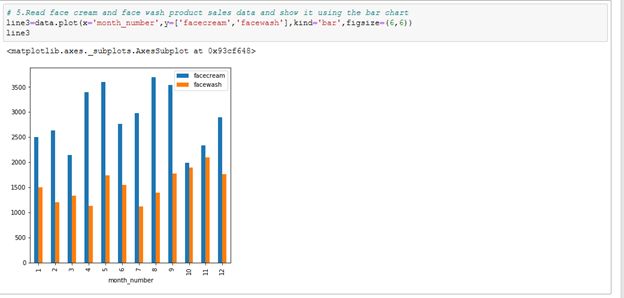 # 5.Read face cream and face wash product sales data and show it using the bar chart
line3=data.plot(x='month_number',y=['facecream','facewash'],kind='bar',figsize=(6,6))
line3
<matplotlib.axes._subplots.AxesSubplot at 0x93cf648>
facecream
facewash
3500
3000
2500
2000
1500
1000
500
0
1 2 3 4 5 6 7 8 9 10 11 12
month_number